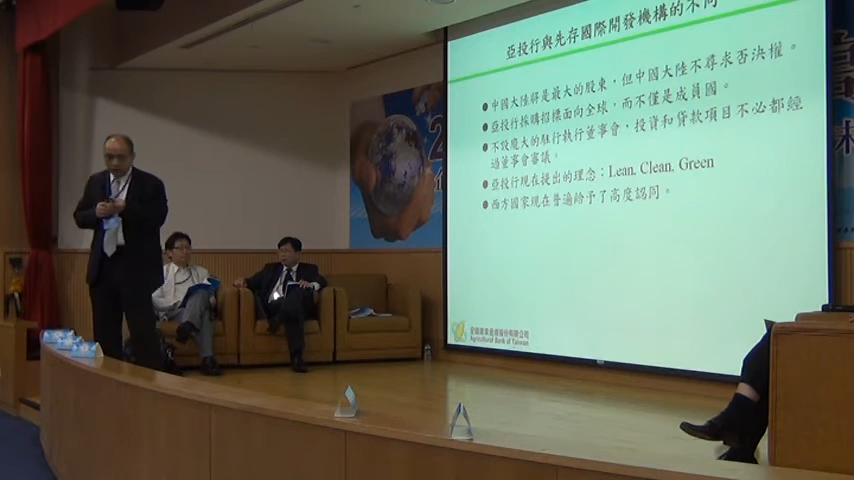 亞投行與先存國際開發機構的不同
● 中國大陸將是最大的股東，但中國大陸不尋求否決權。
● 亞投行採購招標面向全球，而不僅是成員國。
● 不設龐大的駐行執行董事會，投資和貸款項目不必都經
過董事會審議。
● 亞投行現在提出的理念：Lean, Clean, Green
● 西方國家現在普遍給予了高度認同。
全國農業金庫股份有限公司
Agricultural Bank of Taiwan